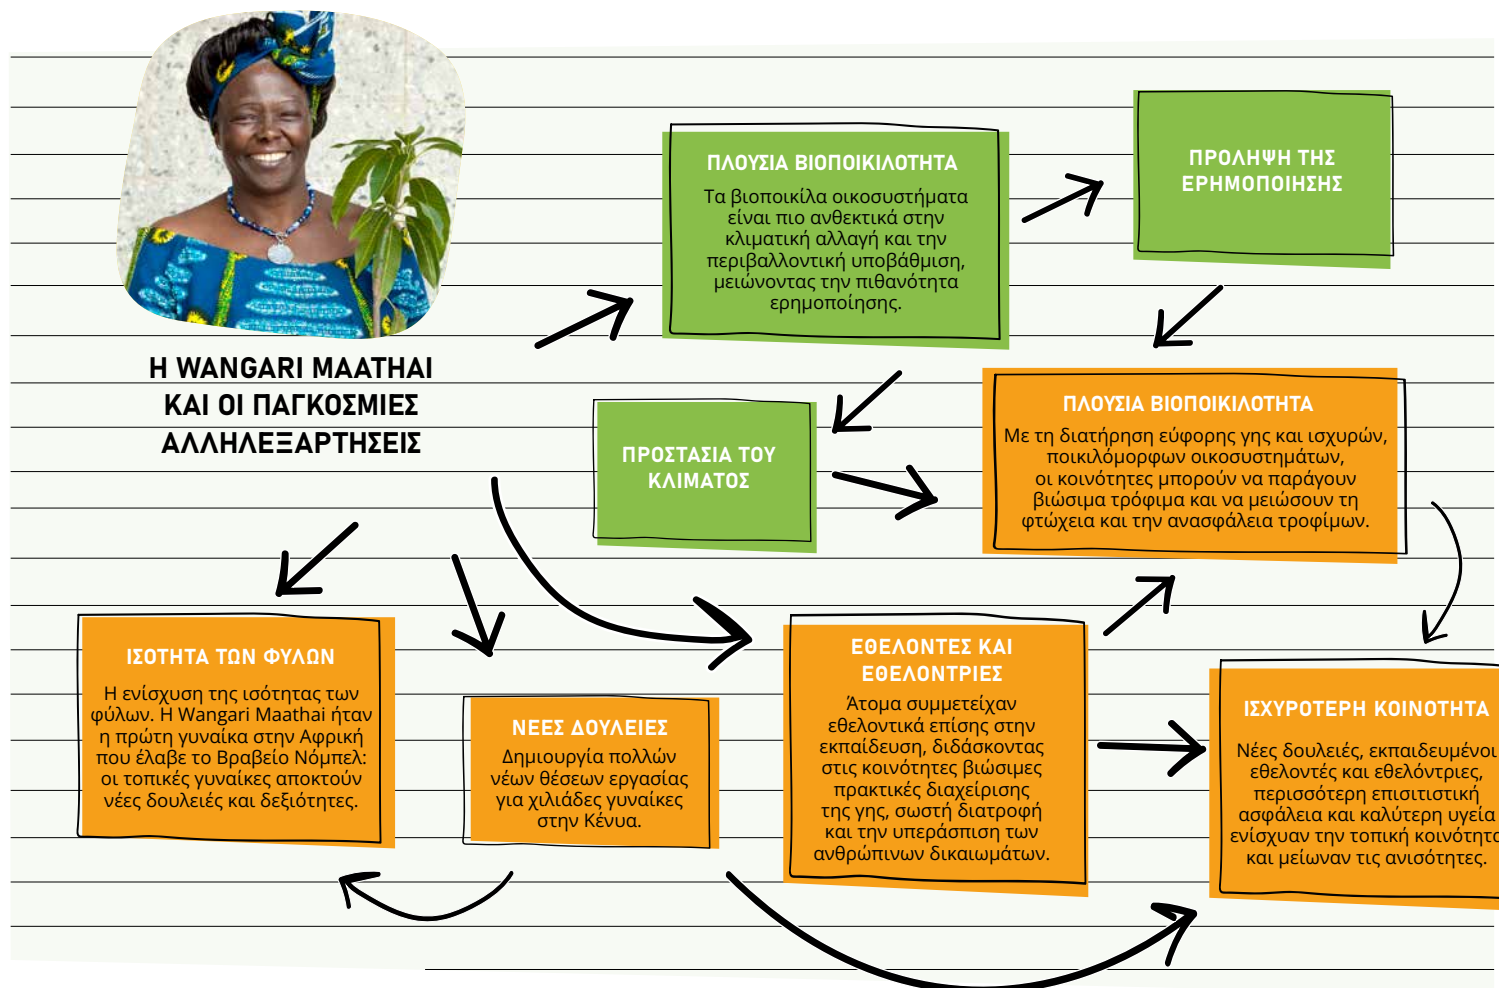 Η WANGARI MAATHAI
ΚΑΙ ΟΙ ΠΑΓΚΟΣΜΙΕΣ
ΑΛΛΗΛΕΞΑΡΤΗΣΕΙΣ
ΠΛΟΥΣΙΑ ΒΙΟΠΟΙΚΙΛΟΤΗΤΑ
Τα βιοποικίλα οικοσυστήματα
είναι πιο ανθεκτικά στην
κλιματική αλλαγή και την
περιβαλλοντική υποβάθμιση,
μειώνοντας την πιθανότητα
ερημοποίησης.
ΠΡΟΛΗΨΗ ΤΗΣ
ΕΡΗΜΟΠΟΙΗΣΗΣ
ΠΡΟΣΤΑΣΙΑ ΤΟΥ
ΚΛΙΜΑΤΟΣ
ΠΛΟΥΣΙΑ ΒΙΟΠΟΙΚΙΛΟΤΗΤΑ
Με τη διατήρηση εύφορης γης και ισχυρών,
ποικιλόμορφων οικοσυστημάτων,
οι κοινότητες μπορούν να παράγουν
βιώσιμα τρόφιμα και να μειώσουν τη
φτώχεια και την ανασφάλεια τροφίμων.
ΙΣΟΤΗΤΑ ΤΩΝ ΦΥΛΩΝ
Η ενίσχυση της ισότητας των
φύλων. Η Wangari Maathai ήταν
η πρώτη γυναίκα στην Αφρική
που έλαβε το Βραβείο Νόμπελ:
οι τοπικές γυναίκες αποκτούν
νέες δουλειές και δεξιότητες.
ΝΕΕΣ ΔΟΥΛΕΙΕΣ
Δημιουργία πολλών
νέων θέσεων εργασίας
για χιλιάδες γυναίκες
στην Κένυα.
ΕΘΕΛΟΝΤΕΣ ΚΑΙ
ΕΘΕΛΟΝΤΡΙΕΣ
Άτομα συμμετείχαν
εθελοντικά επίσης στην
εκπαίδευση, διδάσκοντας
στις κοινότητες βιώσιμες
πρακτικές διαχείρισης
της γης, σωστή διατροφή
και την υπεράσπιση των
ανθρώπινων δικαιωμάτων.
ΙΣΧΥΡΟΤΕΡΗ ΚΟΙΝΟΤΗΤΑ
Νέες δουλειές, εκπαιδευμένοι
εθελοντές και εθελόντριες,
περισσότερη επισιτιστική
ασφάλεια και καλύτερη υγεία
ενίσχυαν την τοπική κοινότητα
και μείωναν τις ανισότητες.